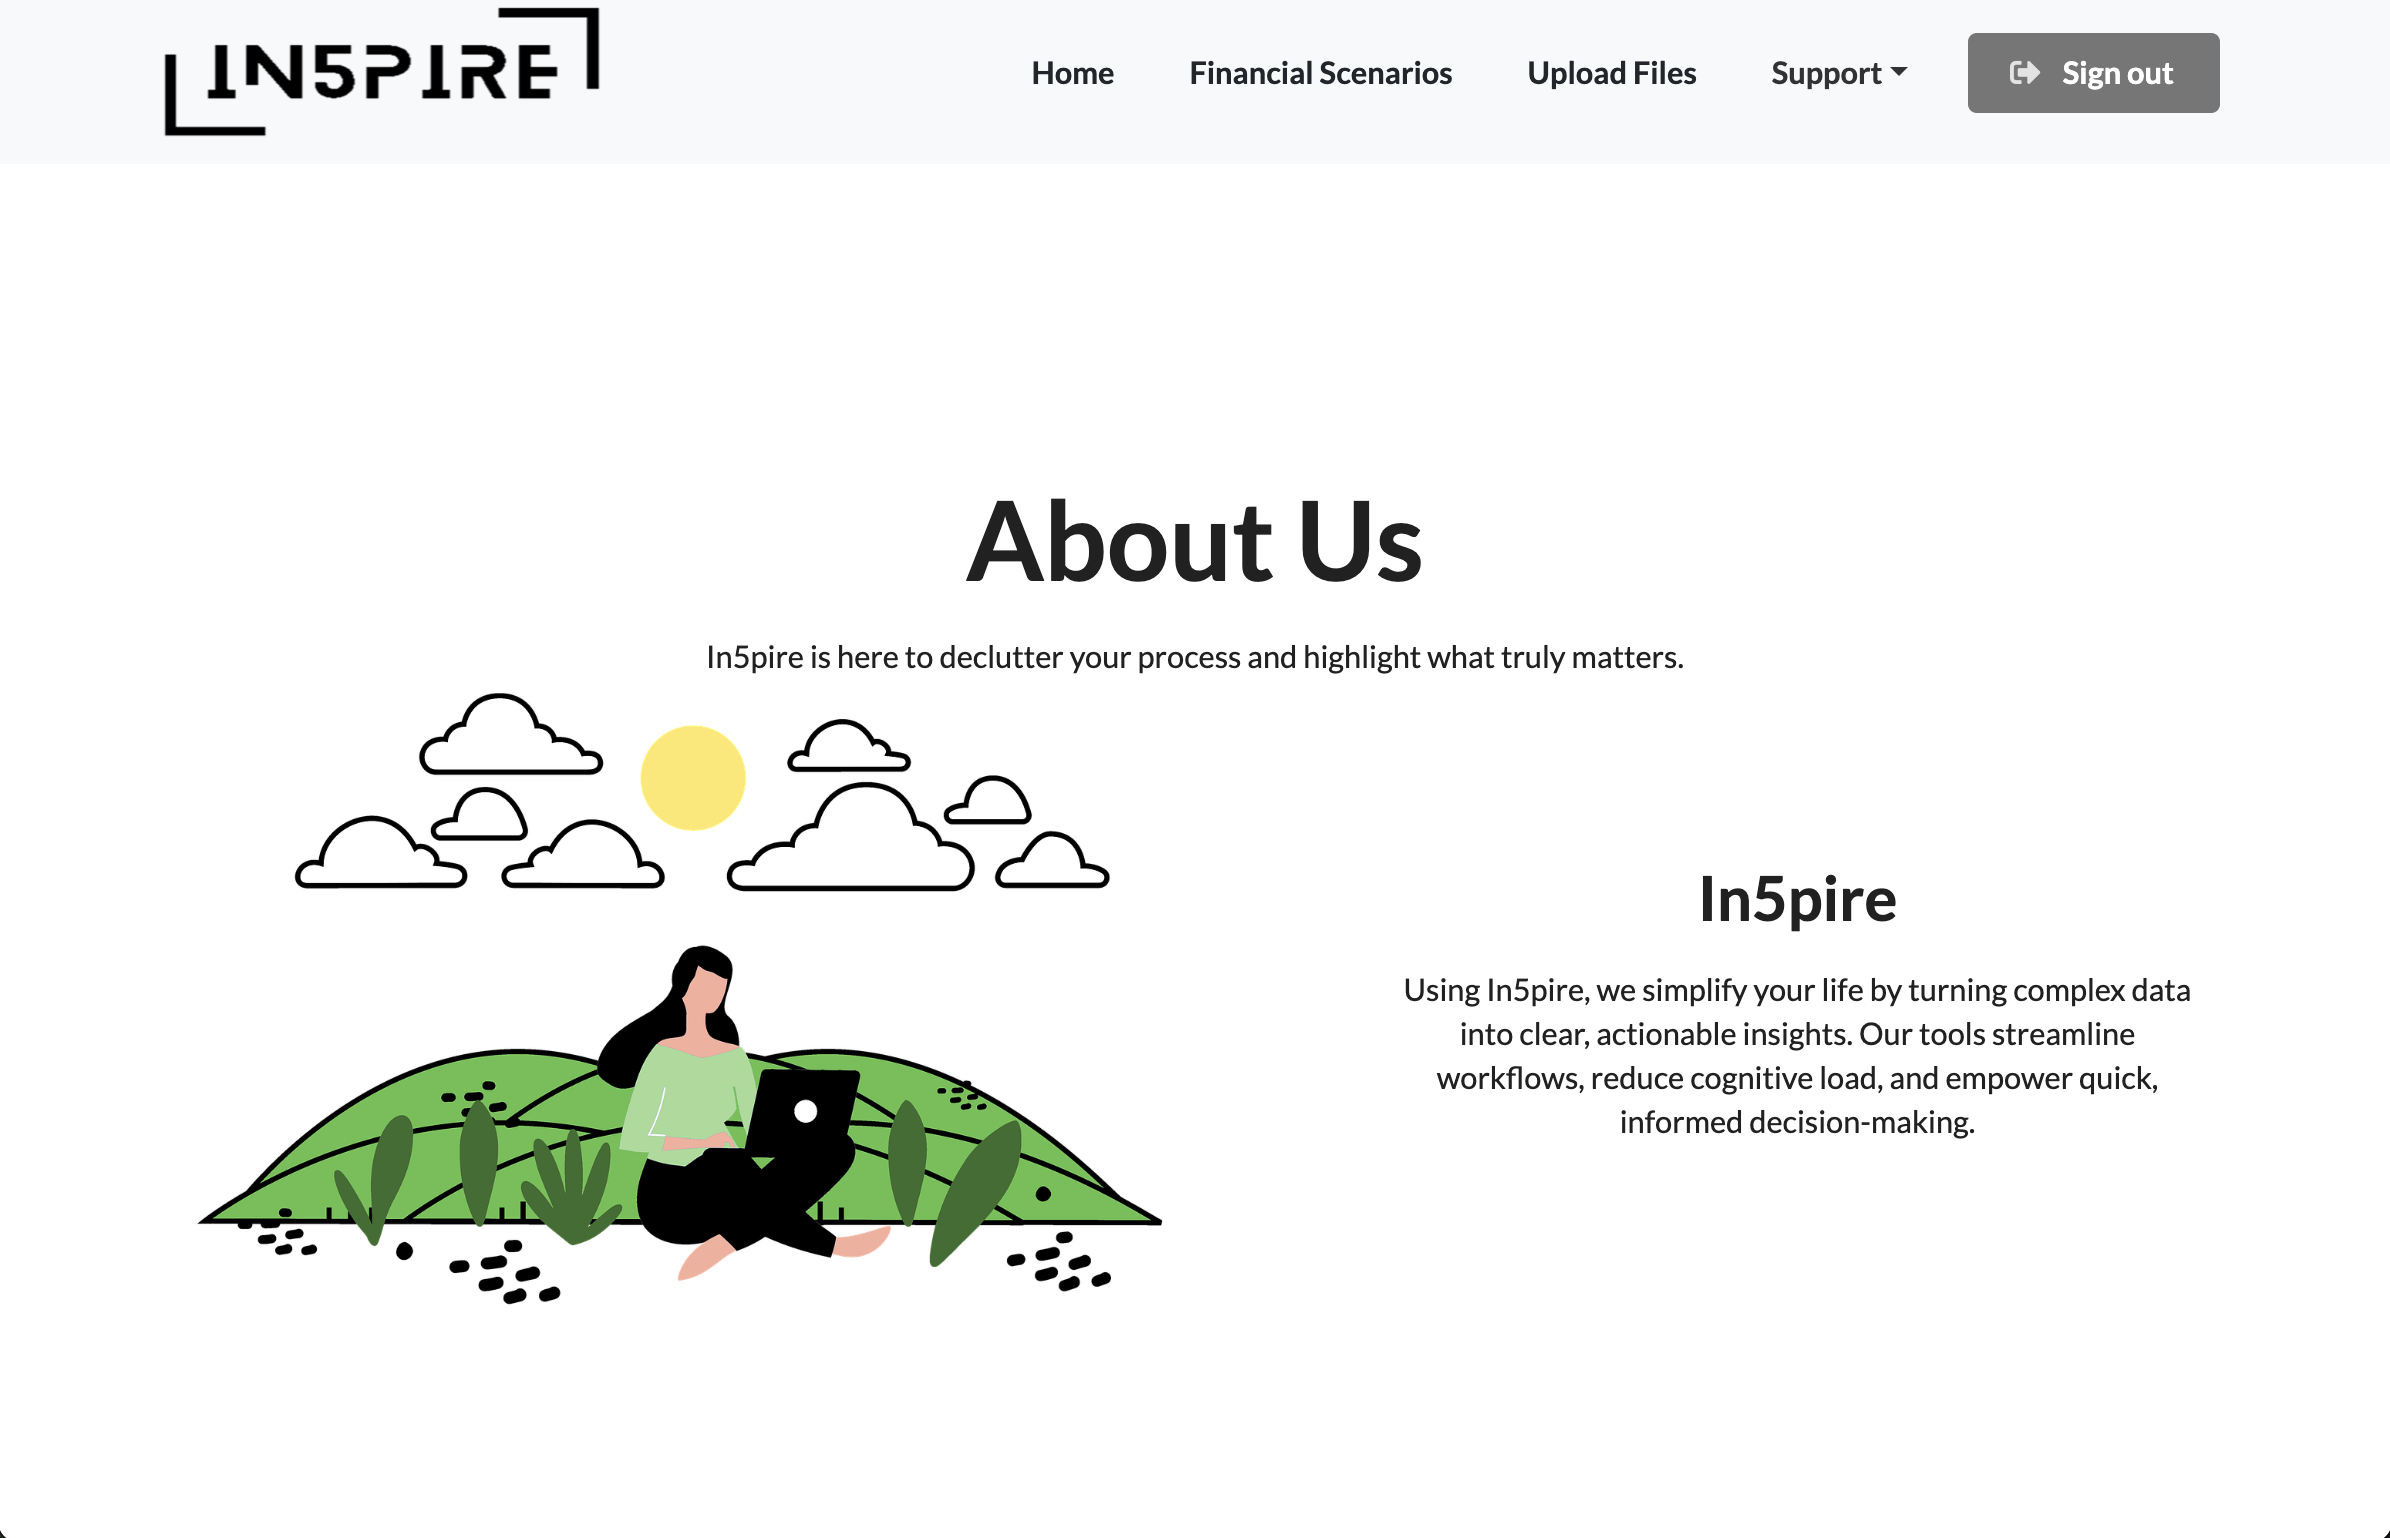 IN5PIRE
Home
Financial Scenarios
Upload Files
Support
Sign out
About Us
In5pire is here to declutter your process and highlight what truly matters.
In5pire
Using In5pire, we simplify your life by turning complex data
into clear, actionable insights. Our tools streamline
workflows, reduce cognitive load, and empower quick,
informed decision-making.